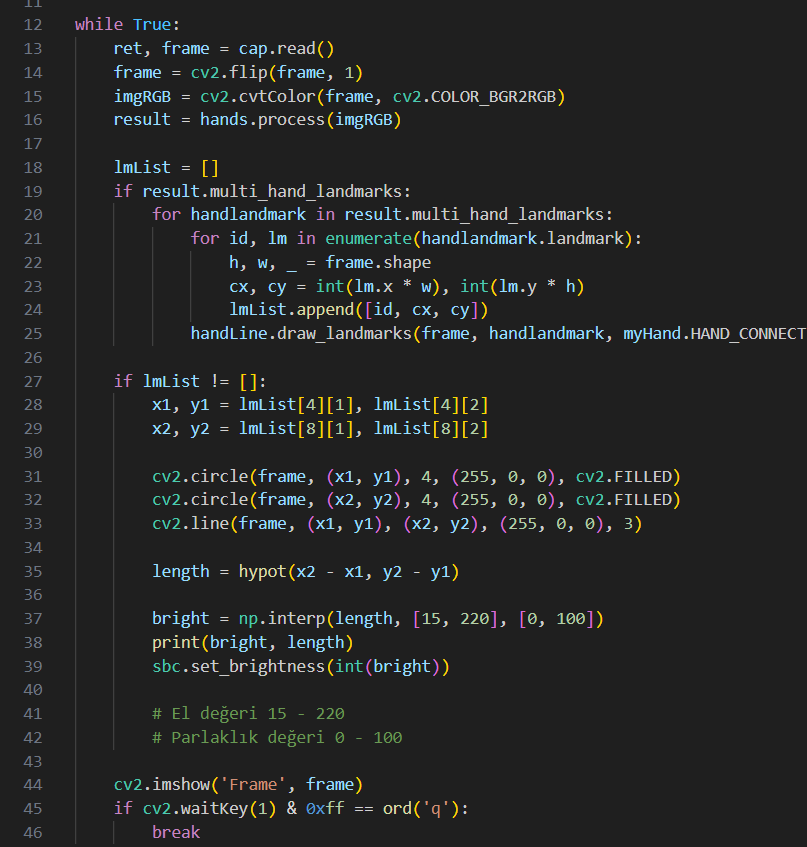 11
12 while True:
13     ret, frame = cap.read()
14     frame = cv2.flip(frame, 1)
15     imgRGB = cv2.cvtColor(frame, cv2.COLOR_BGR2RGB)
16     result = hands.process(imgRGB)
17
18     lmList = []
19     if result.multi_hand_landmarks:
20         for handlandmark in result.multi_hand_landmarks:
21             for id, lm in enumerate(handlandmark.landmark):
22                 h, w, _ = frame.shape
23                 cx, cy = int(lm.x * w), int(lm.y * h)
24                 lmList.append([id, cx, cy])
25             handLine.draw_landmarks(frame, handlandmark, myHand.HAND_CONNECT
26
27     if lmList != []:
28         x1, y1 = lmList[4][1], lmList[4][2]
29         x2, y2 = lmList[8][1], lmList[8][2]
30
31         cv2.circle(frame, (x1, y1), 4, (255, 0, 0), cv2.FILLED)
32         cv2.circle(frame, (x2, y2), 4, (255, 0, 0), cv2.FILLED)
33         cv2.line(frame, (x1, y1), (x2, y2), (255, 0, 0), 3)
34
35         length = hypot(x2 - x1, y2 - y1)
36
37         bright = np.interp(length, [15, 220], [0, 100])
38         print(bright, length)
39         sbc.set_brightness(int(bright))
40
41         # El değeri 15 - 220
42         # Parlaklık değeri 0 - 100
43
44     cv2.imshow('Frame', frame)
45     if cv2.waitKey(1) & 0xff == ord('q'):
46         break